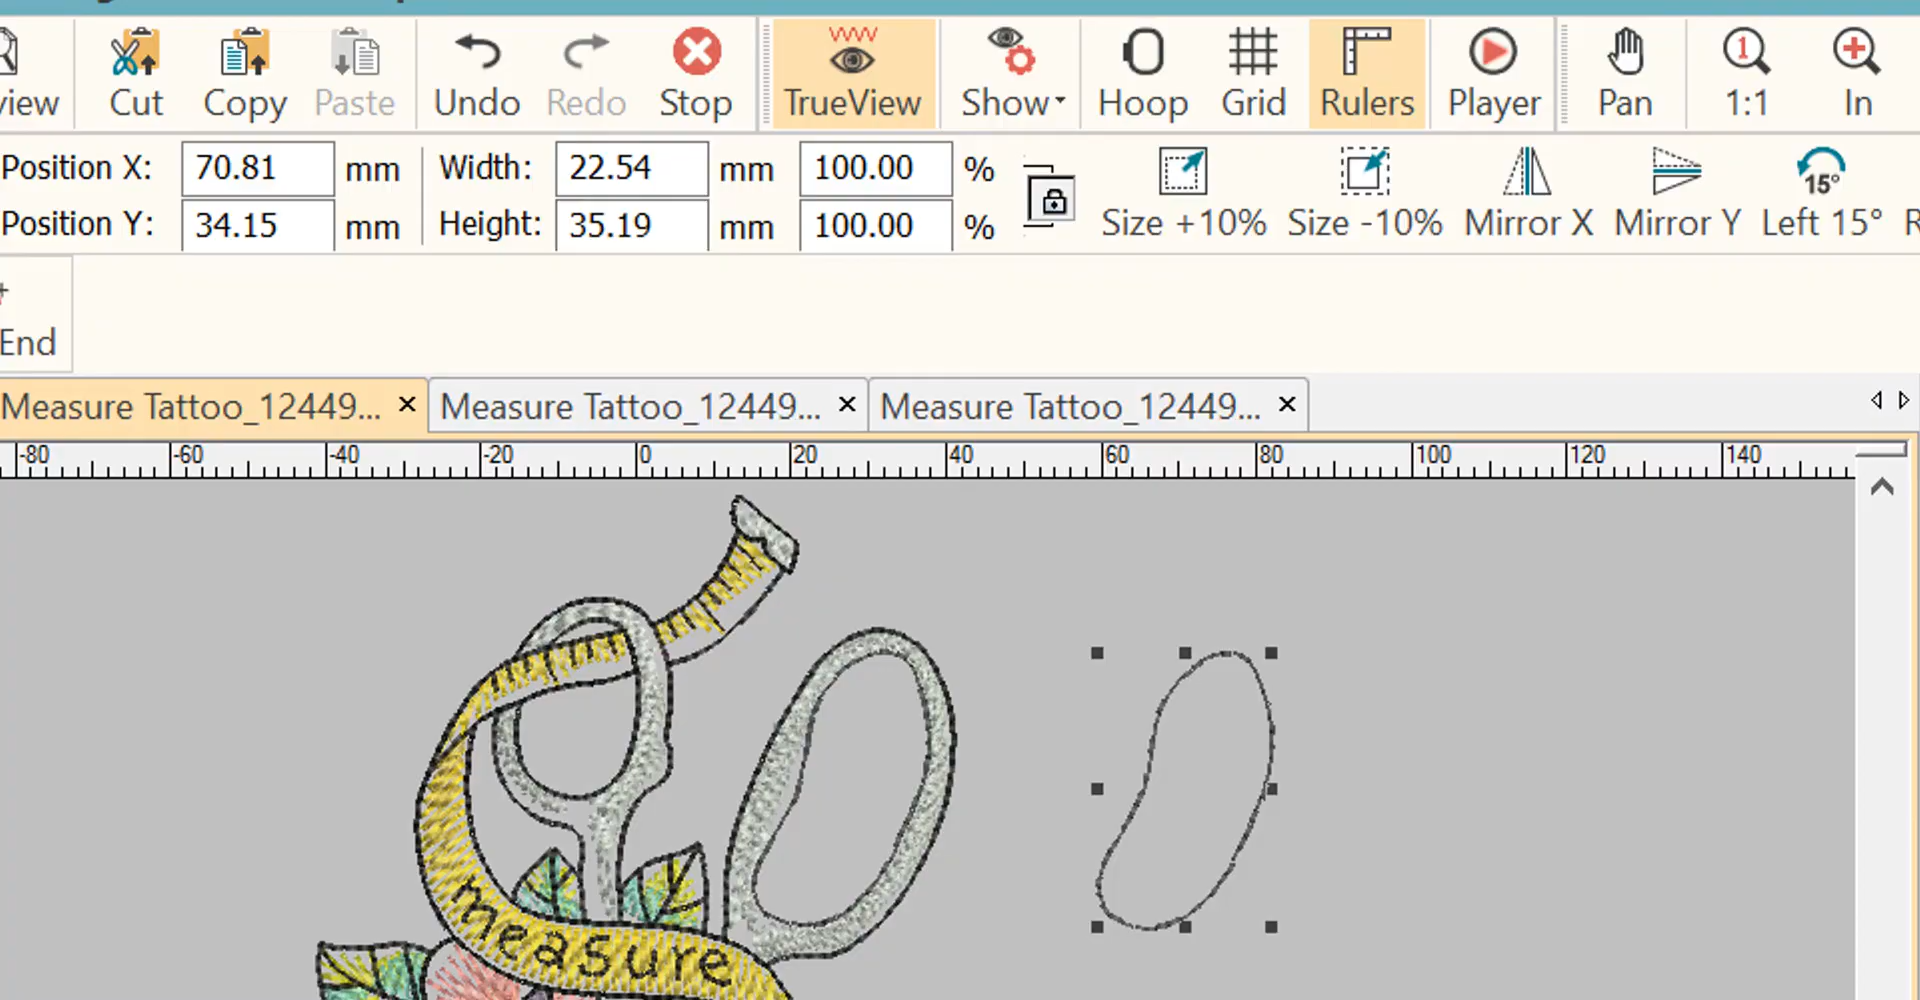 view Cut Copy Paste Undo Redo Stop TrueView Show Hoop Grid Rulers Player Pan 1:1 In
Position X: 70.81 mm Width: 22.54 mm 100.00 % Size +10% Size -10% Mirror X Mirror Y Left 15° R
Position Y: 34.15 mm Height: 35.19 mm 100.00 %
End
Measure Tattoo_12449... Measure Tattoo_12449... Measure Tattoo_12449...
-80 -60 -40 -20 0 20 40 60 80 100 120 140
measure